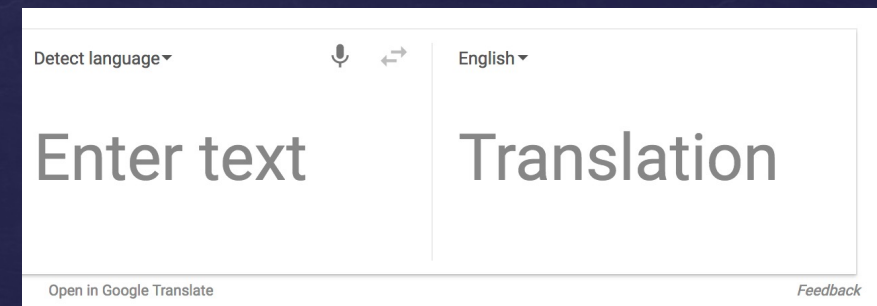 Detect language English
Enter text Translation
Open in Google Translate Feedback